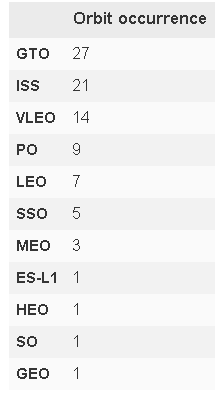 Orbit occurrence
GTO 27
ISS 21
VLEO 14
PO 9
LEO 7
SSO 5
MEO 3
ES-L1 1
HEO 1
SO 1
GEO 1